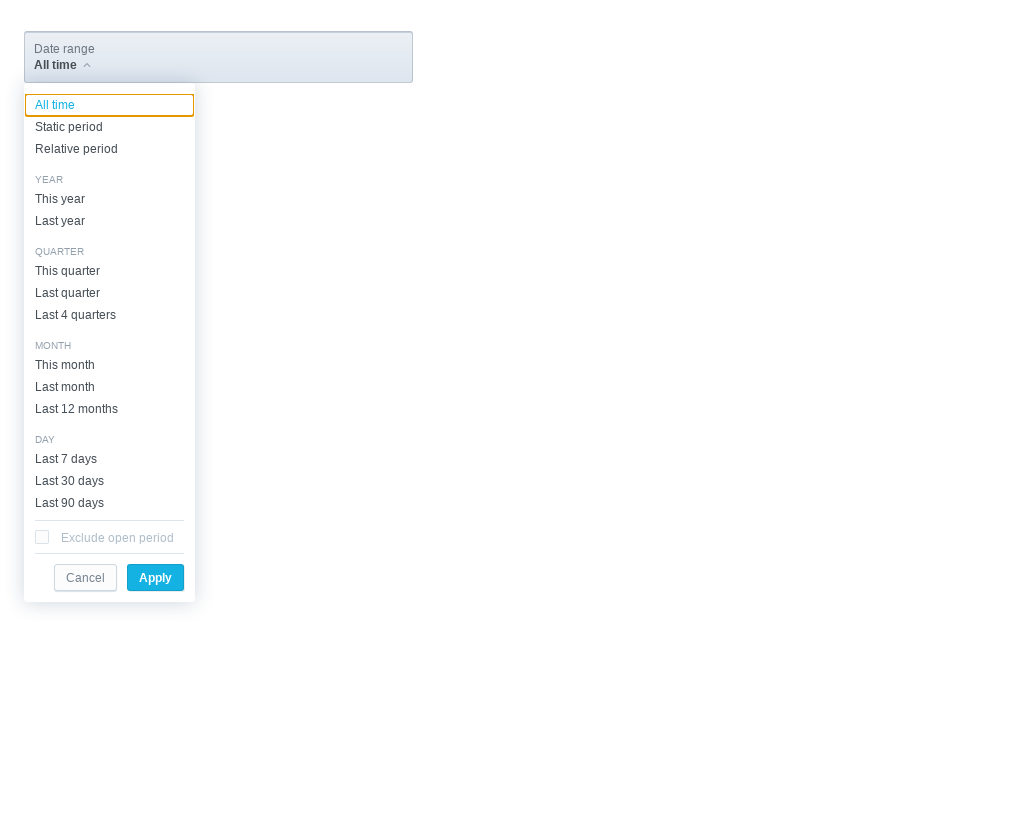 Date range
All time
All time
Static period
Relative period
YEAR
This year
Last year
QUARTER
This quarter
Last quarter
Last 4 quarters
MONTH
This month
Last month
Last 12 months
DAY
Last 7 days
Last 30 days
Last 90 days
Exclude open period
Cancel Apply